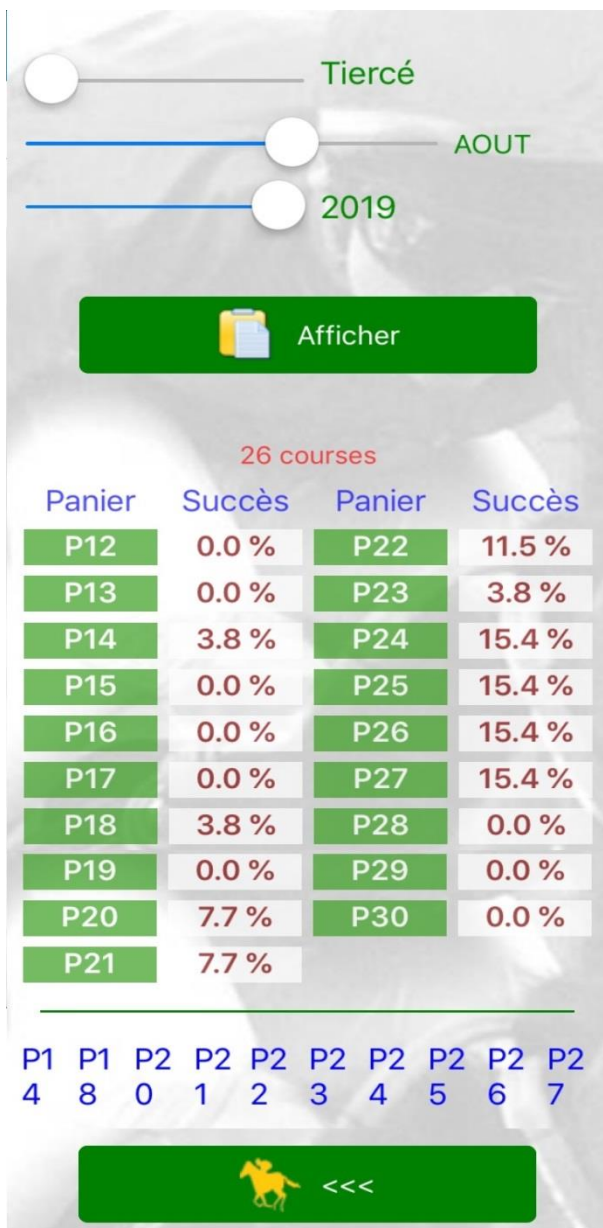 Tiercé
AOUT
2019
Afficher
26 courses
Panier Succès Panier Succès
P12 0.0 % P22 11.5 %
P13 0.0 % P23 3.8 %
P14 3.8 % P24 15.4 %
P15 0.0 % P25 15.4 %
P16 0.0 % P26 15.4 %
P17 0.0 % P27 15.4 %
P18 3.8 % P28 0.0 %
P19 0.0 % P29 0.0 %
P20 7.7 % P30 0.0 %
P21 7.7 %
P1 P1 P2 P2 P2 P2 P2 P2 P2 P2
4 8 0 1 2 3 4 5 6 7
<<<